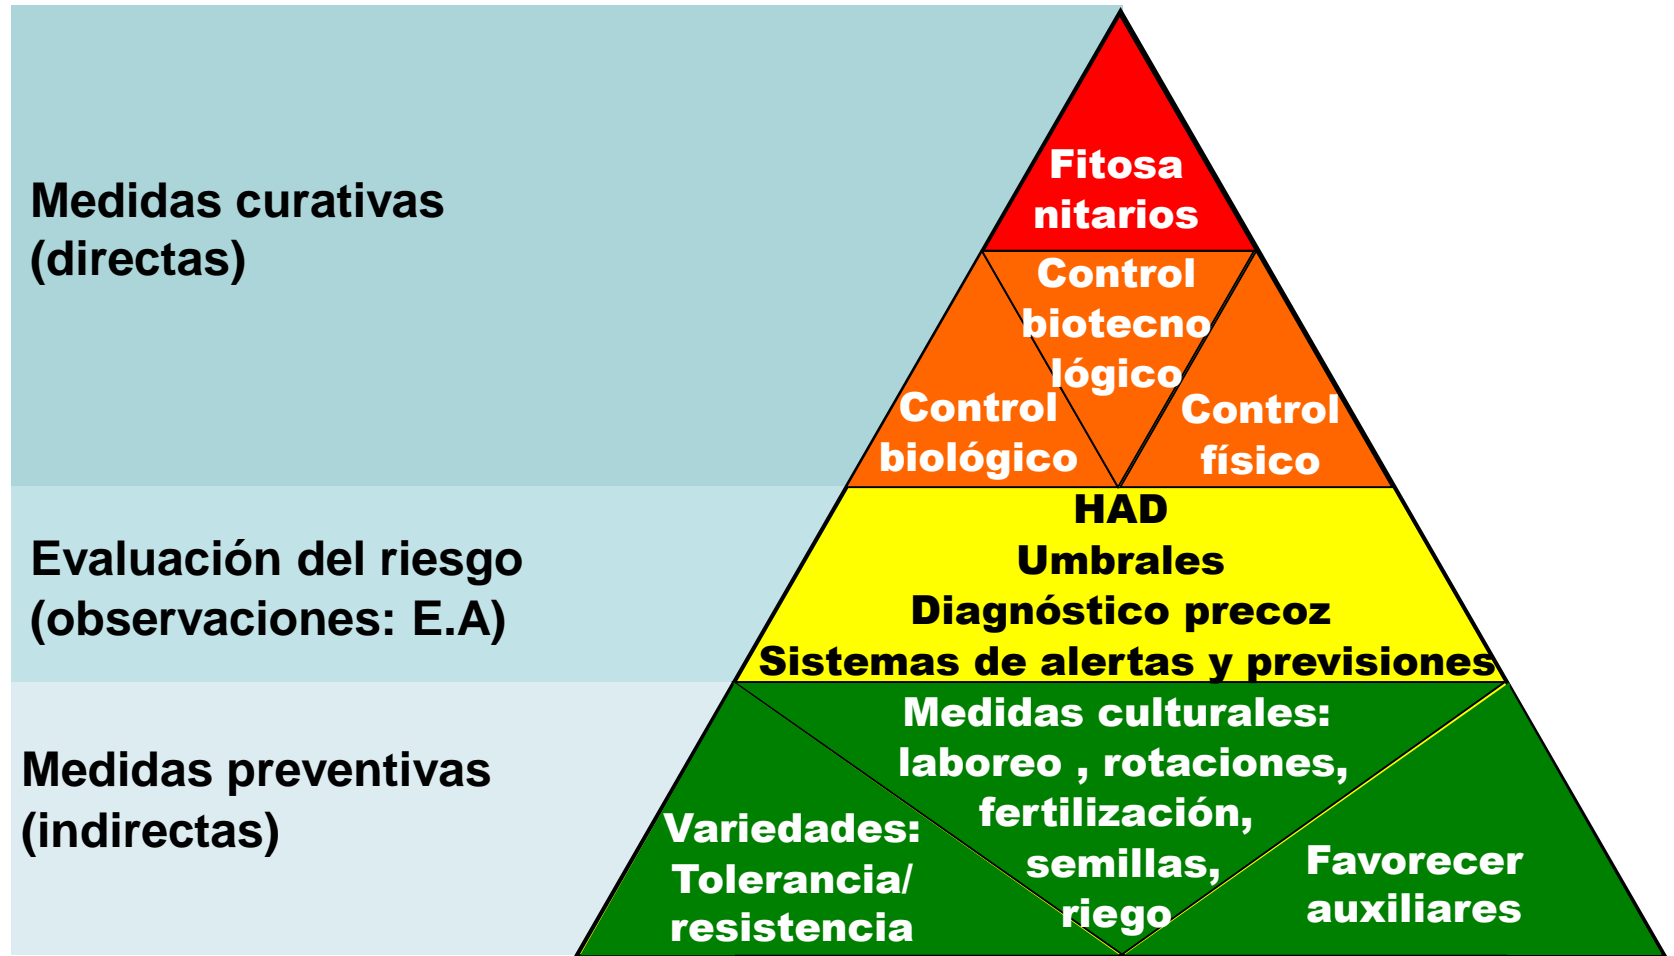 Medidas curativas
(directas)
Evaluación del riesgo
(observaciones: E.A)
Medidas preventivas
(indirectas)
Fitosa
nitarios
Control
biotecno
lógico
Control
biológico
Control
físico
HAD
Umbrales
Diagnóstico precoz
Sistemas de alertas y previsiones
Medidas culturales:
laboreo , rotaciones,
fertilización,
semillas,
riego
Variedades:
Tolerancia/
resistencia
Favorecer
auxiliares